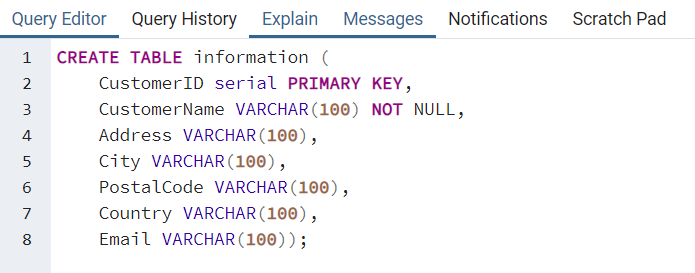 Query Editor Query History Explain Messages Notifications Scratch Pad
1 CREATE TABLE information (
2 CustomerID serial PRIMARY KEY,
3 CustomerName VARCHAR(100) NOT NULL,
4 Address VARCHAR(100),
5 City VARCHAR(100),
6 PostalCode VARCHAR(100),
7 Country VARCHAR(100),
8 Email VARCHAR(100));